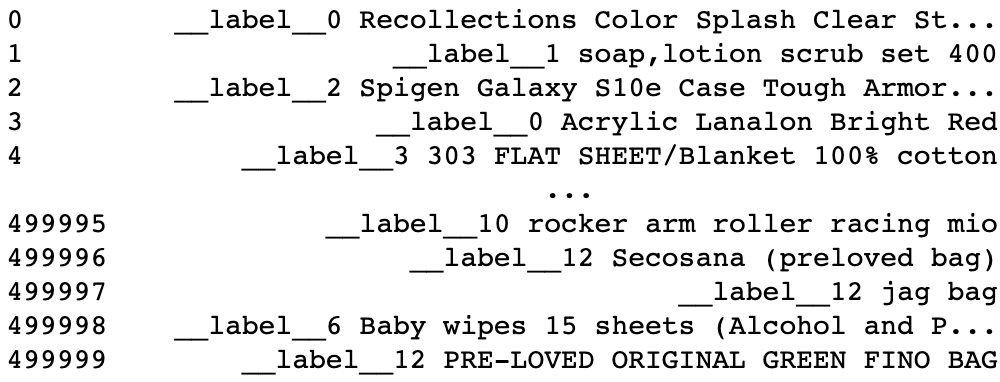 0 __label__0 Recollections Color Splash Clear St...
1 __label__1 soap,lotion scrub set 400
2 __label__2 Spigen Galaxy S10e Case Tough Armor...
3 __label__0 Acrylic Lanalon Bright Red
4 __label__3 303 FLAT SHEET/Blanket 100% cotton
...
499995 __label__10 rocker arm roller racing mio
499996 __label__12 Secosana (preloved bag)
499997 __label__12 jag bag
499998 __label__6 Baby wipes 15 sheets (Alcohol and P...
499999 __label__12 PRE-LOVED ORIGINAL GREEN FINO BAG